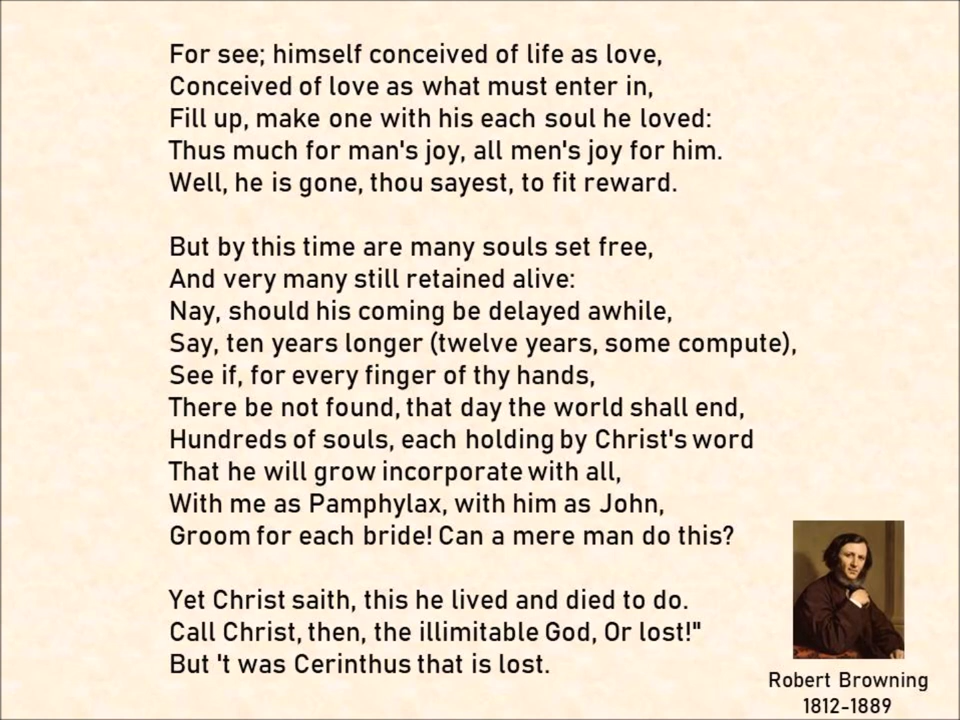 For see; himself conceived of life as love,
Conceived of love as what must enter in,
Fill up, make one with his each soul he loved:
Thus much for man's joy, all men's joy for him.
Well, he is gone, thou sayest, to fit reward.
But by this time are many souls set free,
And very many still retained alive:
Nay, should his coming be delayed awhile,
Say, ten years longer (twelve years, some compute),
See if, for every finger of thy hands,
There be not found, that day the world shall end,
Hundreds of souls, each holding by Christ's word
That he will grow incorporate with all,
With me as Pamphylax, with him as John,
Groom for each bride! Can a mere man do this?
Yet Christ saith, this he lived and died to do.
Call Christ, then, the illimitable God, Or lost!"
But 't was Cerinthus that is lost.
Robert Browning
1812-1889